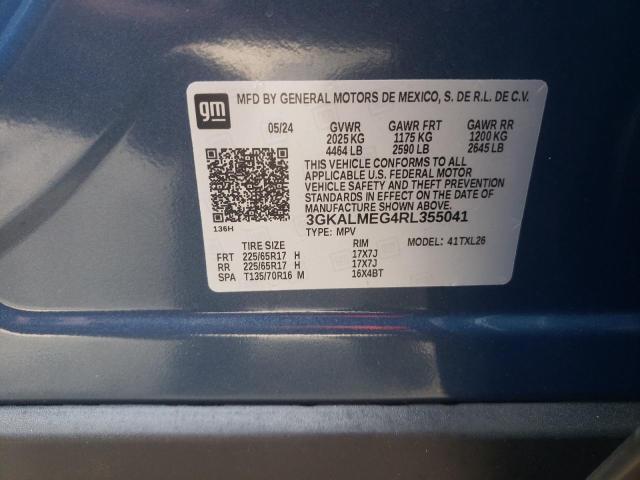 gm MFD BY GENERAL MOTORS DE MEXICO, S. DE R.L. DE C.V.
05/24 GVWR GAWR FRT GAWR RR
2025 KG 1175 KG 1200 KG
4464 LB 2590 LB 2645 LB
THIS VEHICLE CONFORMS TO ALL
APPLICABLE U.S. FEDERAL MOTOR
VEHICLE SAFETY AND THEFT PREVENTION
STANDARDS IN EFFECT ON THE DATE OF
MANUFACTURE SHOWN ABOVE.
136H 3GKALMEG4RL355041
TYPE: MPV MODEL: 41TXL26
TIRE SIZE RIM
FRT 225/65R17 H 17X7J
RR 225/65R17 H 17X7J
SPA T135/70R16 M 16X4BT